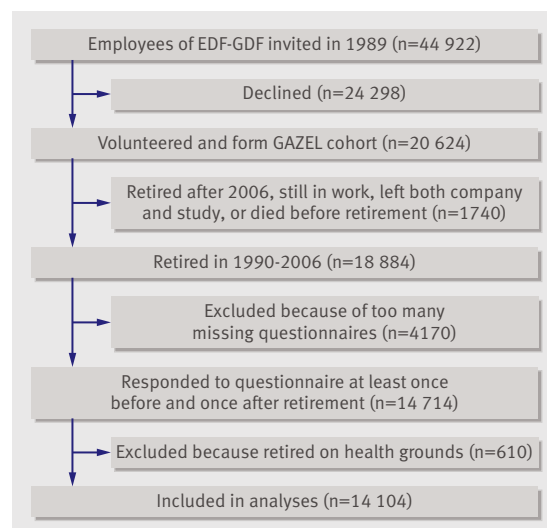 Employees of EDF-GDF invited in 1989 (n=44 922)
Declined (n=24 298)
Volunteered and form GAZEL cohort (n=20 624)
Retired after 2006, still in work, left both company
and study, or died before retirement (n=1740)
Retired in 1990-2006 (n=18 884)
Excluded because of too many
missing questionnaires (n=4170)
Responded to questionnaire at least once
before and once after retirement (n=14 714)
Excluded because retired on health grounds (n=610)
Included in analyses (n=14 104)